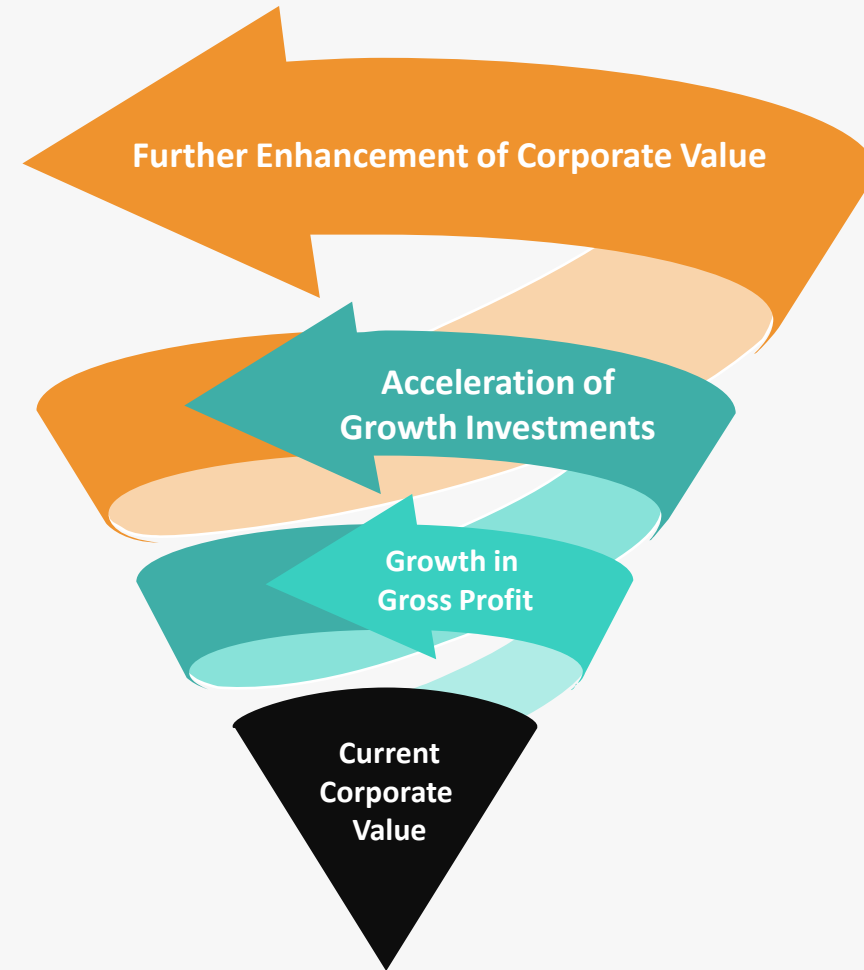 Further Enhancement of Corporate Value
Acceleration of
Growth Investments
Growth in
Gross Profit
Current
Corporate
Value